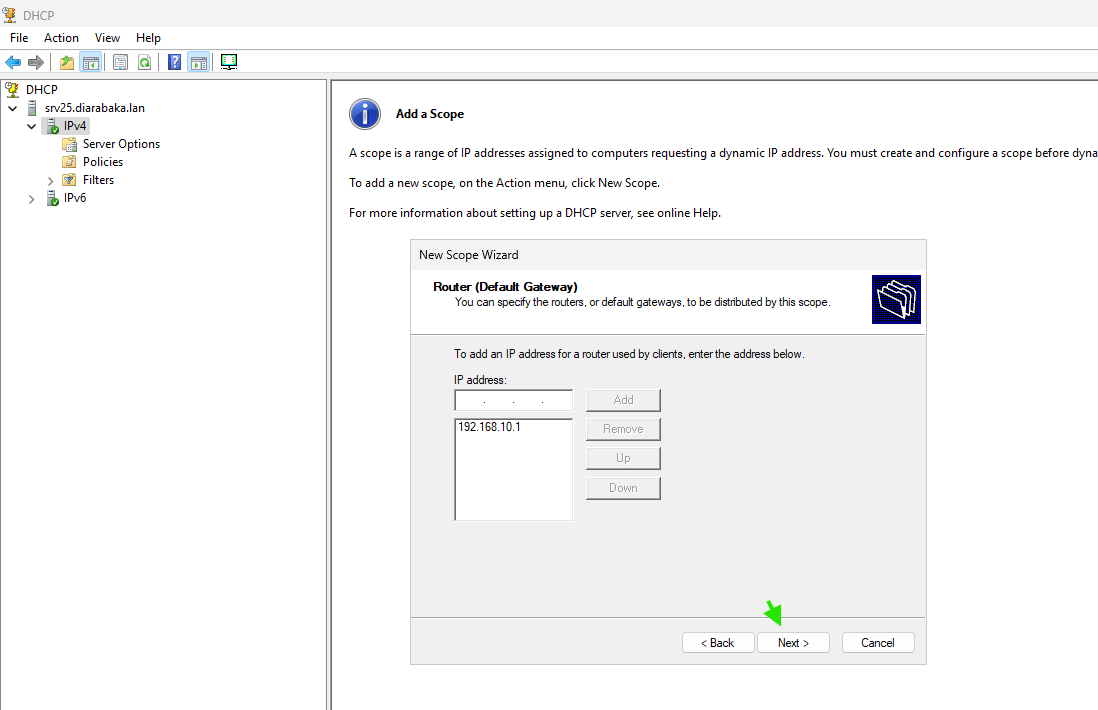 DHCP
File Action View Help
DHCP
srv25.diarabaka.lan
IPv4
Server Options
Policies
Filters
IPv6
Add a Scope
A scope is a range of IP addresses assigned to computers requesting a dynamic IP address. You must create and configure a scope before dyna
To add a new scope, on the Action menu, click New Scope.
For more information about setting up a DHCP server, see online Help.
New Scope Wizard
Router (Default Gateway)
You can specify the routers, or default gateways, to be distributed by this scope.
To add an IP address for a router used by clients, enter the address below.
IP address:
. . . Add
192.168.10.1
Remove
Up
Down
< Back Next > Cancel